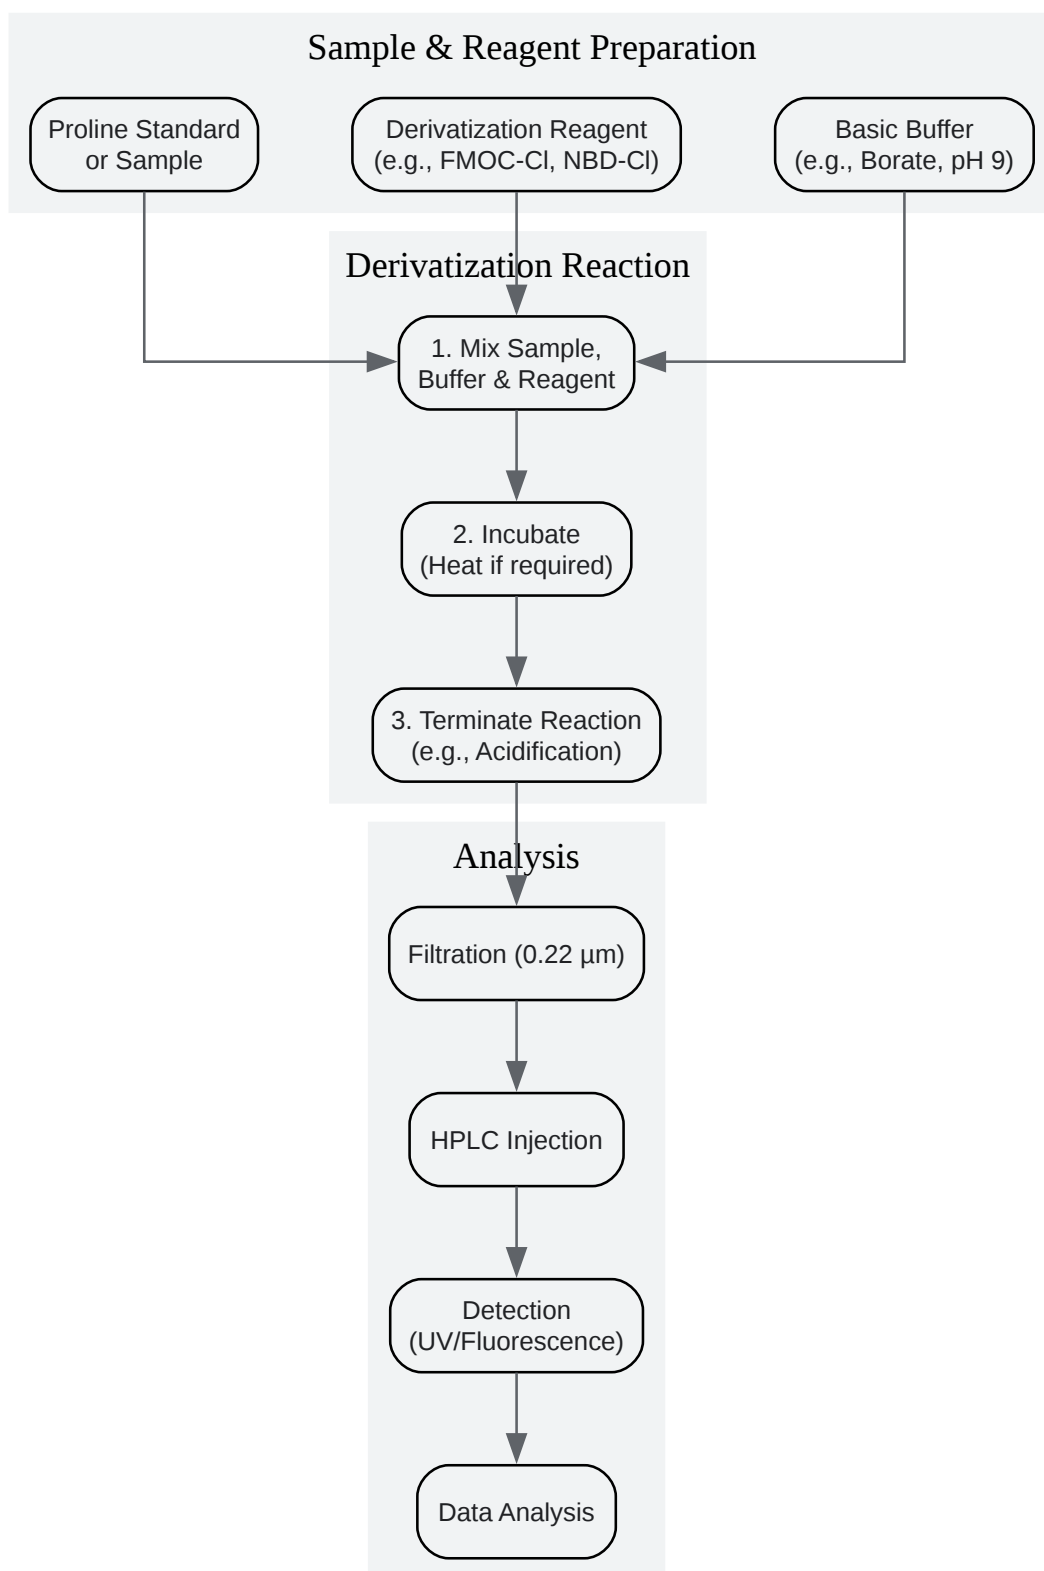 Sample & Reagent Preparation
Proline Standard
or Sample
Derivatization Reagent
(e.g., FMOC-Cl, NBD-Cl)
Basic Buffer
(e.g., Borate, pH 9)
Derivatization Reaction
1. Mix Sample,
Buffer & Reagent
2. Incubate
(Heat if required)
3. Terminate Reaction
(e.g., Acidification)
Analysis
Filtration (0.22 µm)
HPLC Injection
Detection
(UV/Fluorescence)
Data Analysis